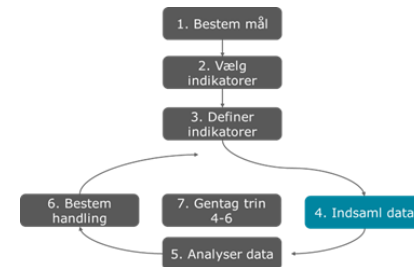 1. Bestem mål
2. Vælg
indikatorer
3. Definer
indikatorer
6. Bestem
handling
7. Gentag trin
4-6
4. Indsaml data
5. Analyser data